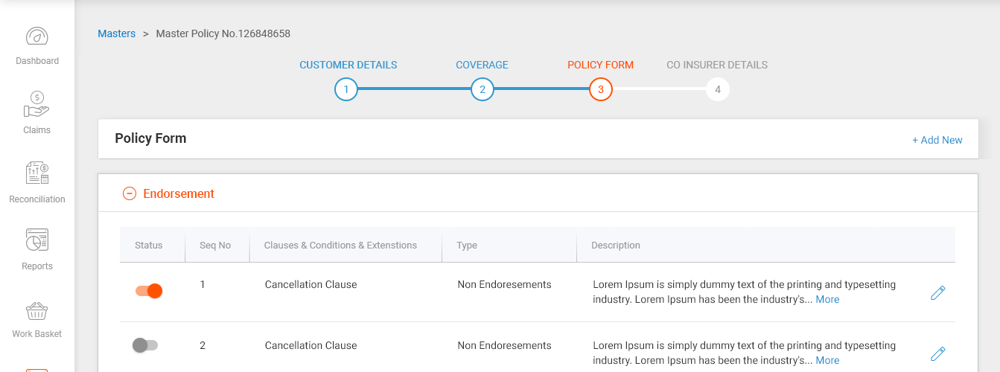 Masters > Master Policy No.126848658
CUSTOMER DETAILS COVERAGE POLICY FORM CO INSURER DETAILS
1 2 3 4
Dashboard
$
Claims
$
Reconciliation
Reports
Work Basket
Policy Form + Add New
Endorsement
Status Seq No Clauses & Conditions & Extenstions Type Description
1 Cancellation Clause Non Endoresements Lorem Ipsum is simply dummy text of the printing and typesetting
industry. Lorem Ipsum has been the industry's... More
2 Cancellation Clause Non Endoresements Lorem Ipsum is simply dummy text of the printing and typesetting
industry. Lorem Ipsum has been the industry's... More